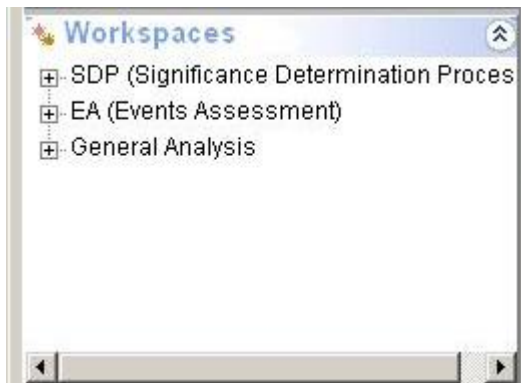 Workspaces
SDP (Significance Determination Proces
EA (Events Assessment)
General Analysis